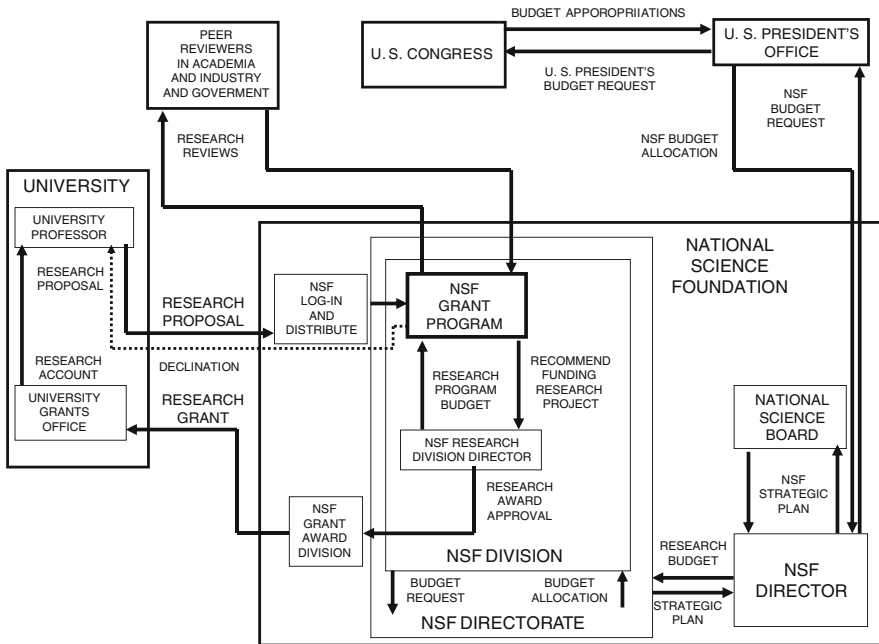 BUDGET APPOROPRIIATIONS
PEER
REVIEWERS
IN ACADEMIA
AND INDUSTRY
AND GOVERMENT
U. S. CONGRESS
U. S. PRESIDENT'S
OFFICE
U. S. PRESIDENT'S
BUDGET REQUEST
NSF
BUDGET
REQUEST
RESEARCH
REVIEWS
NSF BUDGET
ALLOCATION
UNIVERSITY
UNIVERSITY
PROFESSOR
RESEARCH
PROPOSAL
RESEARCH
PROPOSAL
NSF
LOG-IN
AND
DISTRIBUTE
NSF
GRANT
PROGRAM
NATIONAL
SCIENCE
FOUNDATION
RESEARCH
ACCOUNT
DECLINATION
RESEARCH
PROGRAM
BUDGET
RECOMMEND
FUNDING
RESEARCH
PROJECT
UNIVERSITY
GRANTS
OFFICE
RESEARCH
GRANT
NATIONAL
SCIENCE
BOARD
NSF RESEARCH
DIVISION DIRECTOR
NSF
STRATEGIC
PLAN
RESEARCH
AWARD
APPROVAL
NSF
GRANT
AWARD
DIVISION
NSF DIVISION
RESEARCH
BUDGET
NSF
DIRECTOR
BUDGET
REQUEST
BUDGET
ALLOCATION
STRATEGIC
PLAN
NSF DIRECTORATE